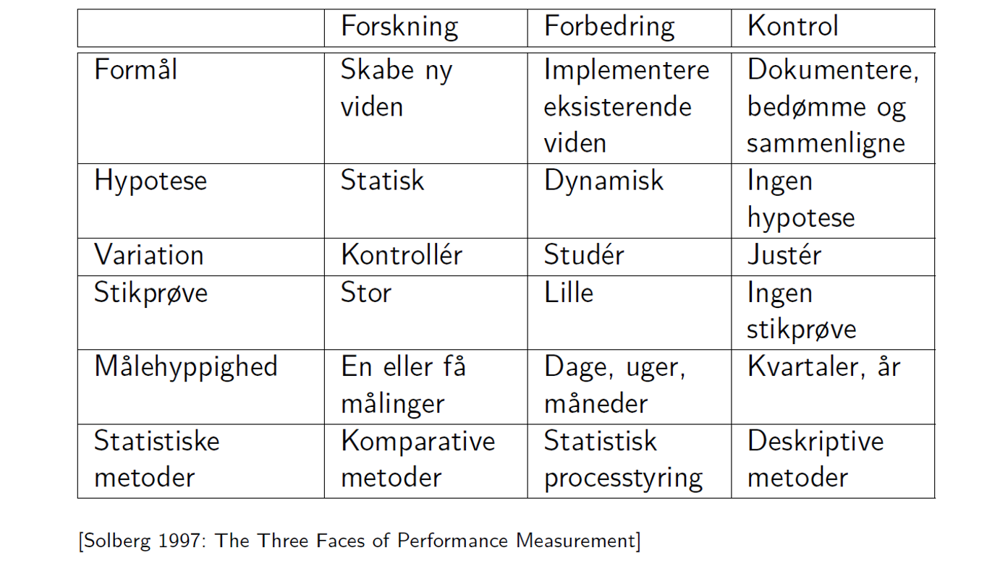 Forskning Forbedring Kontrol
Formål Skabe ny Implementere Dokumentere,
viden eksisterende bedømme og
viden sammenligne
Hypotese Statisk Dynamisk Ingen
hypotese
Variation Kontrollér Studér Justér
Stikprøve Stor Lille Ingen
stikprøve
Målehyppighed En eller få Dage, uger, Kvartaler, år
målinger måneder
Statistiske Komparative Statistisk Deskriptive
metoder metoder processtyring metoder
[Solberg 1997: The Three Faces of Performance Measurement]